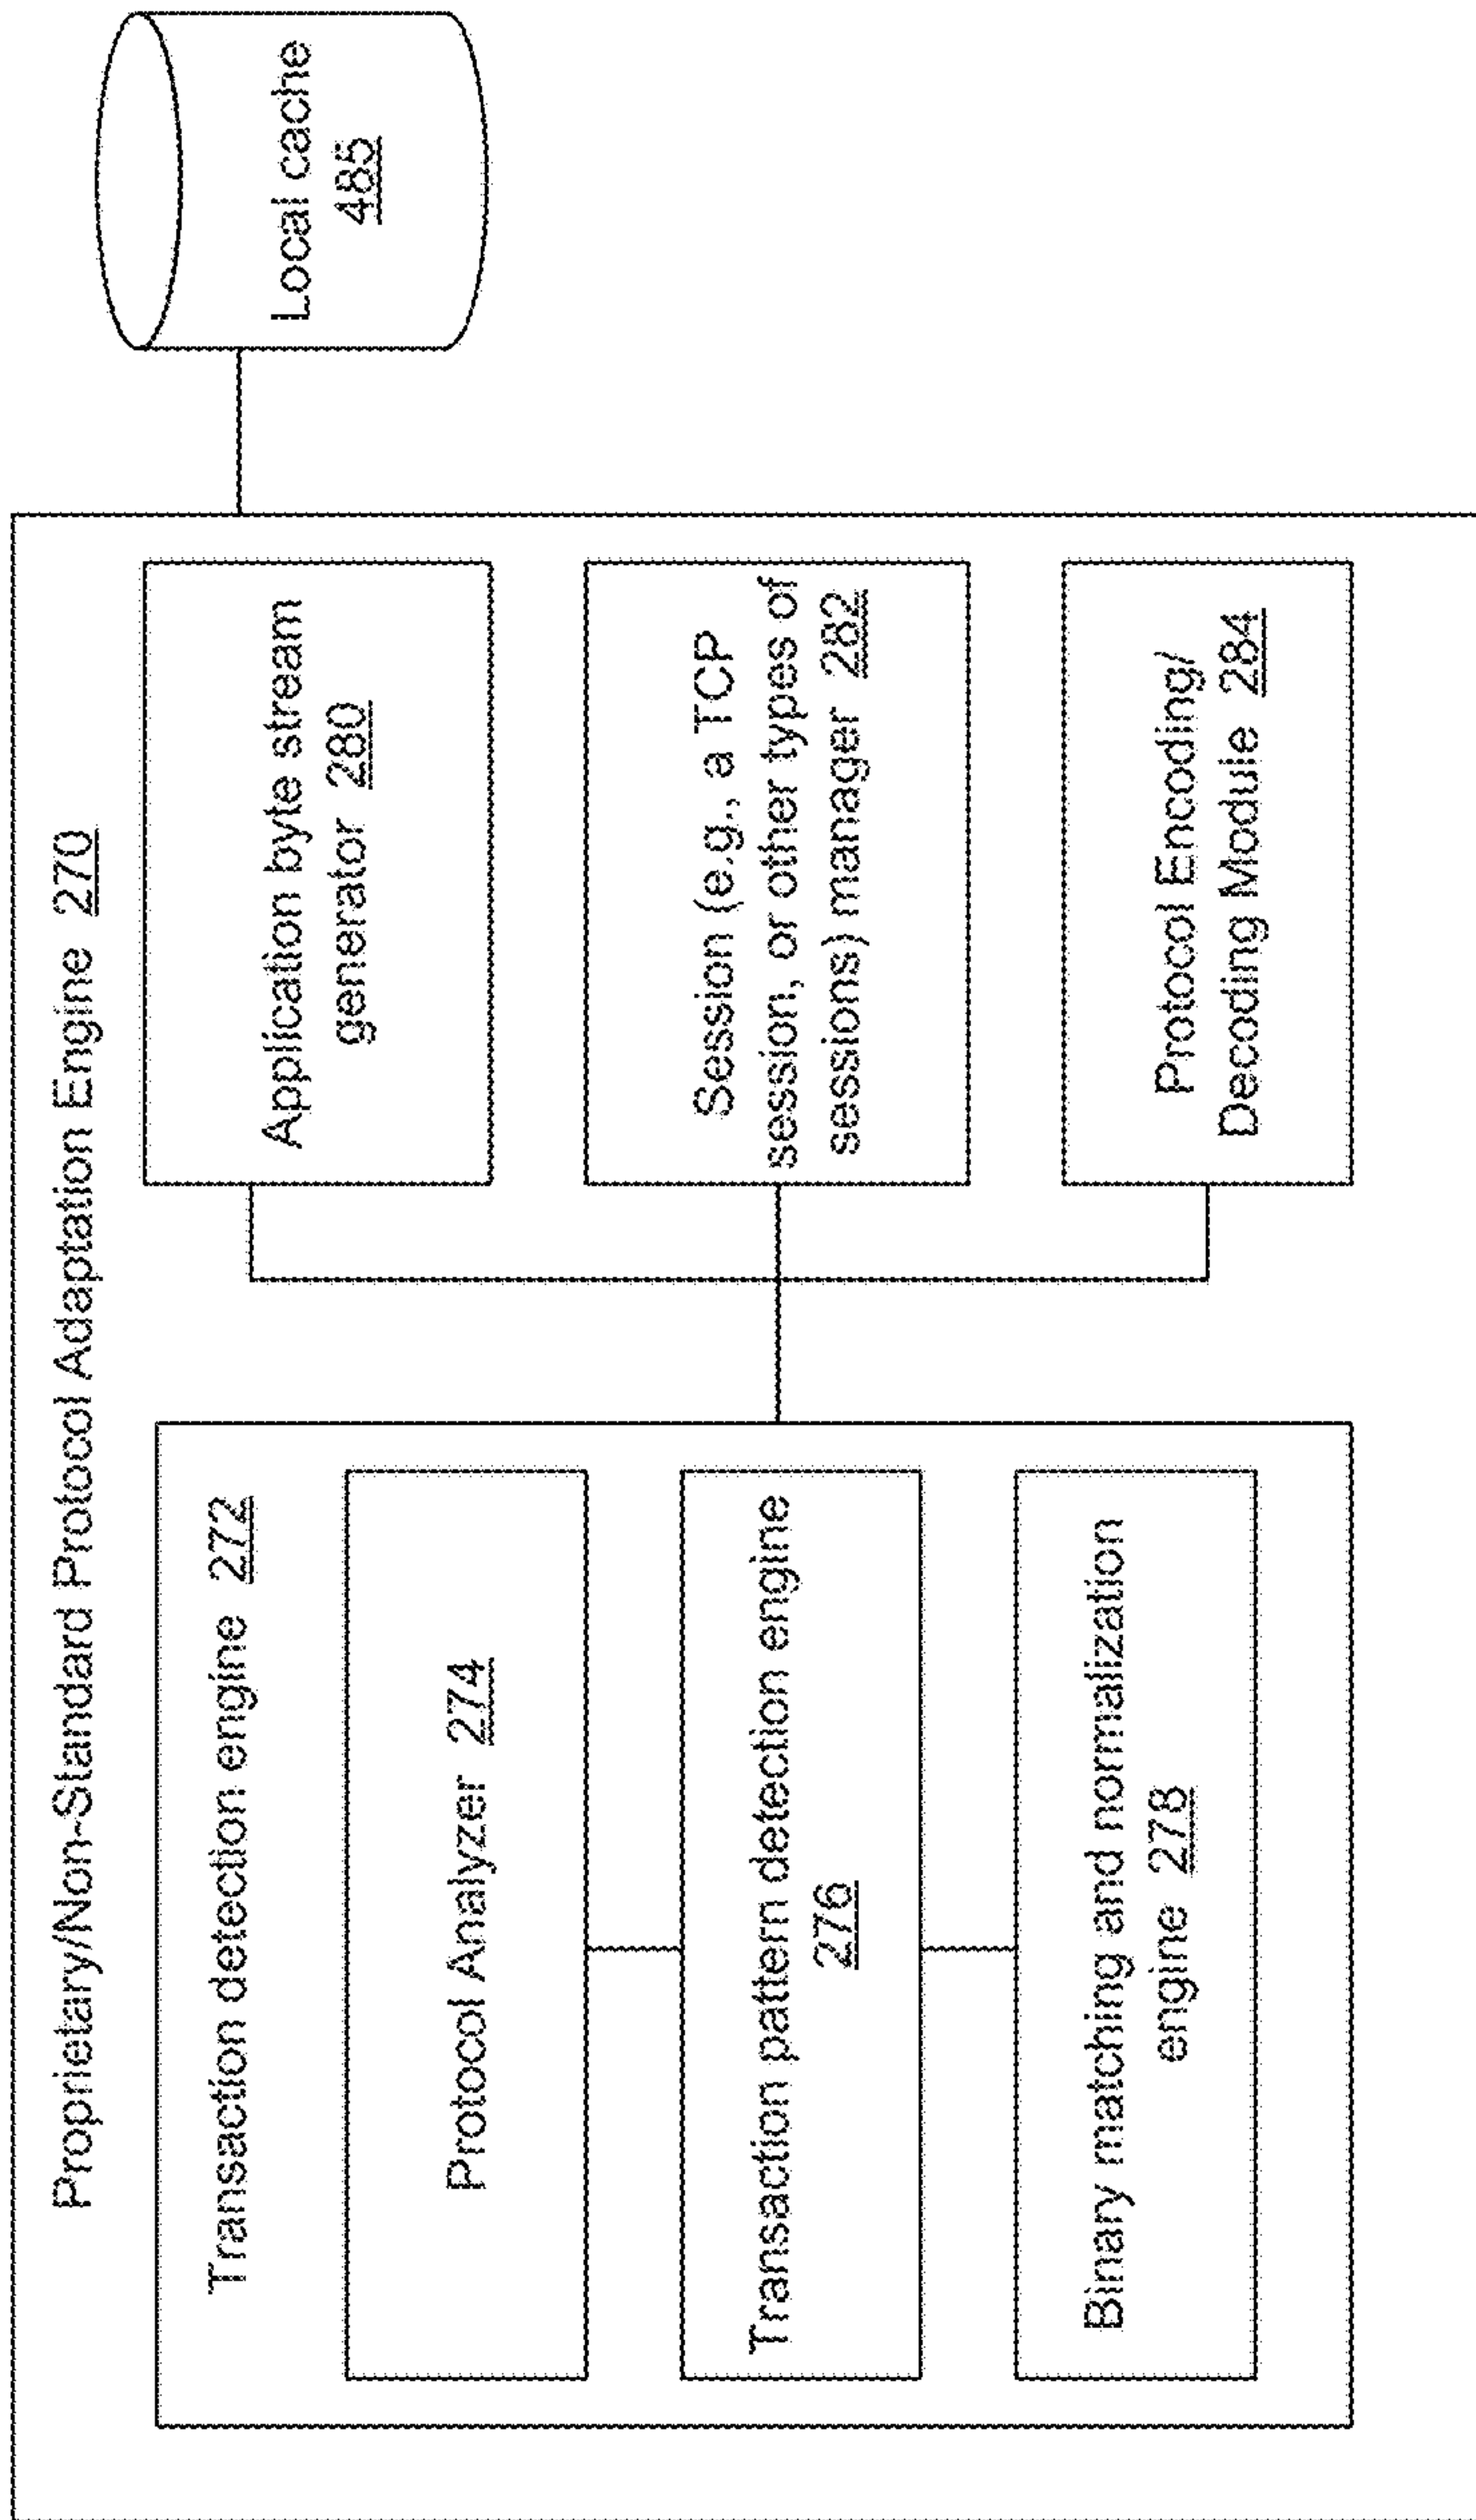 Proprietary/Non-Standard Protocol Adaptation Engine 270
Transaction detection engine 272
Protocol Analyzer 274
Transaction pattern detection engine
276
Binary matching and normalization
engine 278
Application byte stream
generator 280
Session (e.g., a TCP
session, or other types of
sessions) manager 282
Protocol Encoding/
Decoding Module 284
Local cache
485